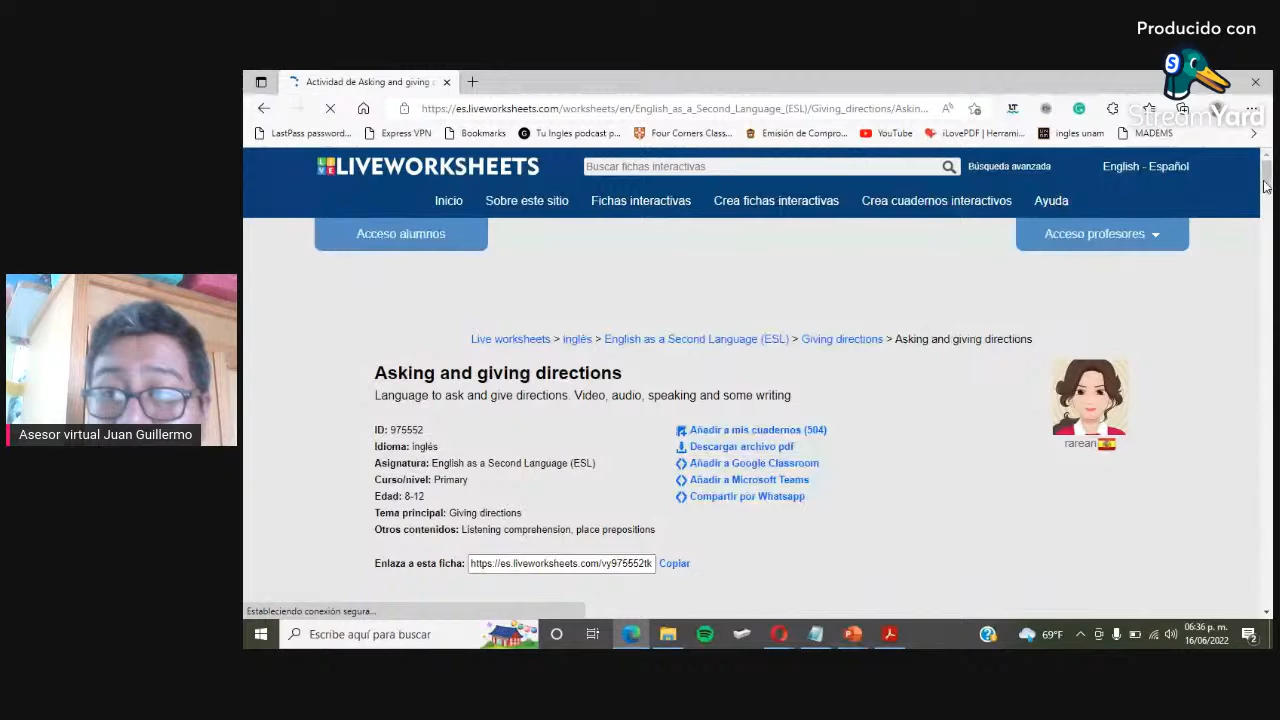 Producido con
StreamYard
Actividad de Asking and giving
https://es.liveworksheets.com/worksheets/en/English_as_a_Second_Language_(ESL)/Giving_directions/Askin...
LastPass password...
Express VPN
Bookmarks
Tu Ingles podcast p...
Four Corners Class...
Emisión de Compro...
YouTube
iLovePDF | Herrami...
ingles unam
MADEMS
LIVEWORKSHEETS
Buscar fichas interactivas
Búsqueda avanzada
English - Español
Inicio
Sobre este sitio
Fichas interactivas
Crea fichas interactivas
Crea cuadernos interactivos
Ayuda
Acceso alumnos
Acceso profesores
Live worksheets > inglés > English as a Second Language (ESL) > Giving directions > Asking and giving directions
Asking and giving directions
Language to ask and give directions. Video, audio, speaking and some writing
ID: 975552
Idioma: inglés
Asignatura: English as a Second Language (ESL)
Curso/nivel: Primary
Edad: 8-12
Tema principal: Giving directions
Otros contenidos: Listening comprehension, place prepositions
Añadir a mis cuadernos (504)
Descargar archivo pdf
Añadir a Google Classroom
Añadir a Microsoft Teams
Compartir por Whatsapp
rarean
Enlaza a esta ficha: https://es.liveworksheets.com/vy975552tk Copiar
Estableciendo conexión segura...
Asesor virtual Juan Guillermo
Escribe aquí para buscar
69°F
06:36 p. m.
16/06/2022
2